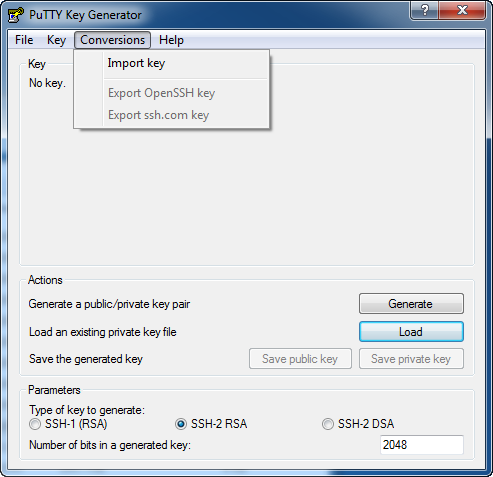 PuTTY Key Generator
File Key Conversions Help
Import key
Export OpenSSH key
Export ssh.com key
Key
No key.
Actions
Generate a public/private key pair Generate
Load an existing private key file Load
Save the generated key Save public key Save private key
Parameters
Type of key to generate:
SSH-1 (RSA) SSH-2 RSA SSH-2 DSA
Number of bits in a generated key: 2048